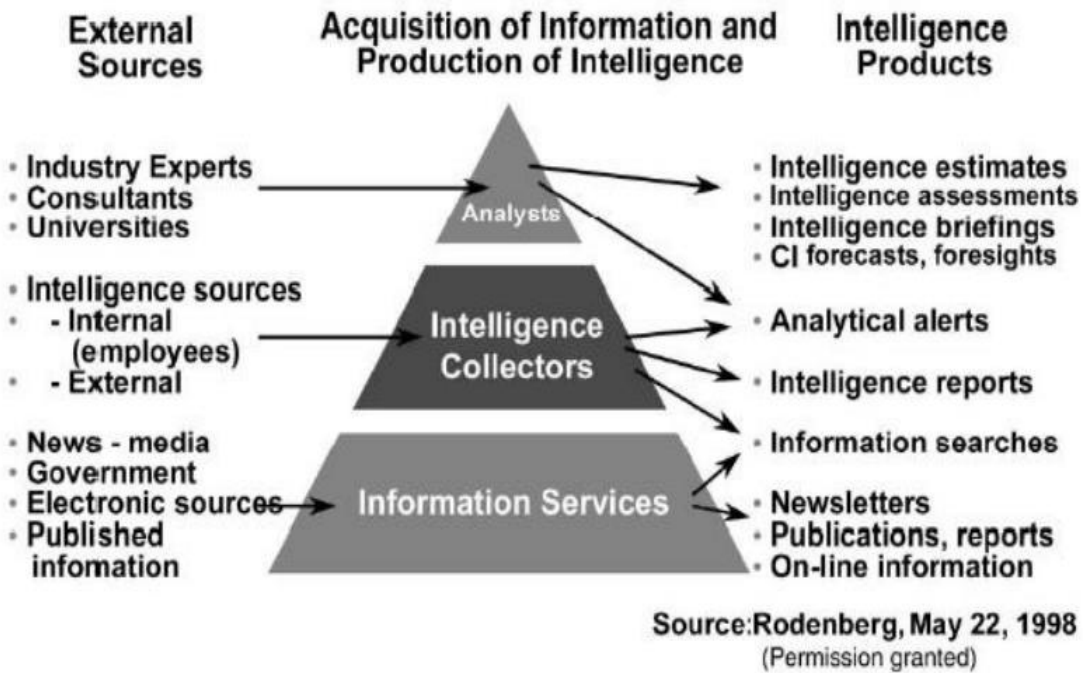 External
Sources
Acquisition of Information and
Production of Intelligence
Intelligence
Products
• Industry Experts
• Consultants
• Universities
• Intelligence sources
• - Internal
(employees)
• - External
• News - media
• Government
• Electronic sources
• Published
infomation
Analysts
Intelligence
Collectors
Information Services
• Intelligence estimates
• Intelligence assessments
• Intelligence briefings
• CI forecasts, foresights
• Analytical alerts
• Intelligence reports
• Information searches
• Newsletters
• Publications, reports
• On-line information
Source:Rodenberg, May 22, 1998
(Permission granted)